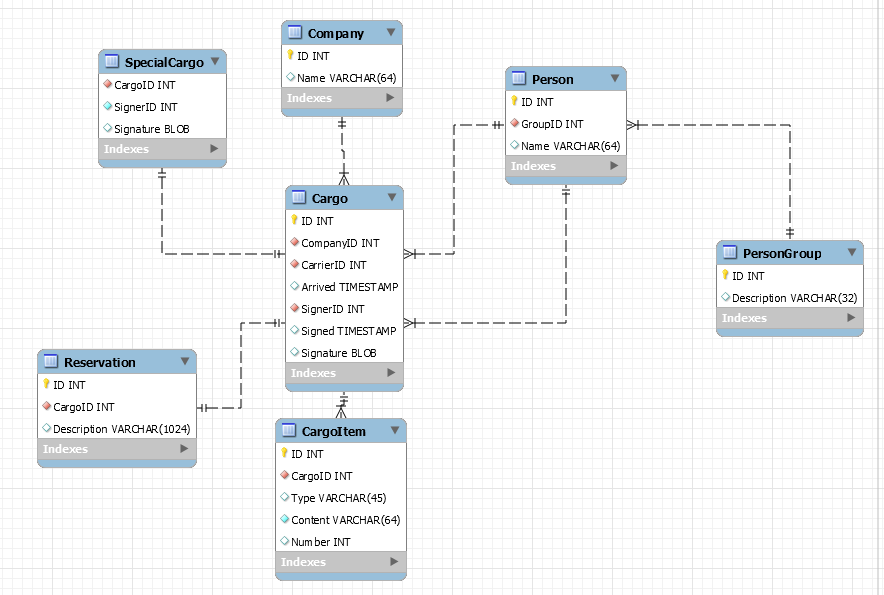 Company
ID INT
Name VARCHAR(64)
Indexes
SpecialCargo
CargoID INT
SignerID INT
Signature BLOB
Indexes
Person
ID INT
GroupID INT
Name VARCHAR(64)
Indexes
Cargo
ID INT
CompanyID INT
CarrierID INT
Arrived TIMESTAMP
SignerID INT
Signed TIMESTAMP
Signature BLOB
Indexes
PersonGroup
ID INT
Description VARCHAR(32)
Indexes
Reservation
ID INT
CargoID INT
Description VARCHAR(1024)
Indexes
CargoItem
ID INT
CargoID INT
Type VARCHAR(45)
Content VARCHAR(64)
Number INT
Indexes